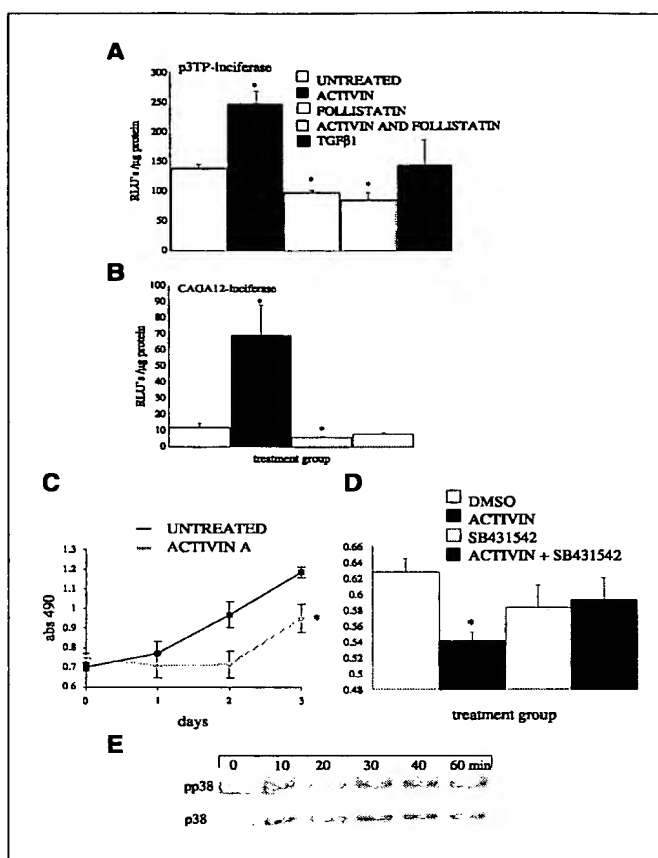 A
p3TP-luciferase
UNTREATED
ACTIVIN
FOLLISTATIN
ACTIVIN AND FOLLISTATIN
TGFβ1
300
250
200
150
100
50
0
RLU's /µg protein
*
*
*
B
CAGA12-luciferase
100
90
80
70
60
50
40
30
20
10
0
RLU's /µg protein
*
*
treatment group
C
UNTREATED
ACTIVIN A
1.3
1.2
1.1
1
0.9
0.8
0.7
0.6
abs 490
*
0 1 2 3
days
D
DMSO
ACTIVIN
SB431542
ACTIVIN + SB431542
0.66
0.64
0.62
0.6
0.58
0.56
0.54
0.52
0.5
0.48
*
treatment group
E
0 10 20 30 40 60 min
pp38
p38